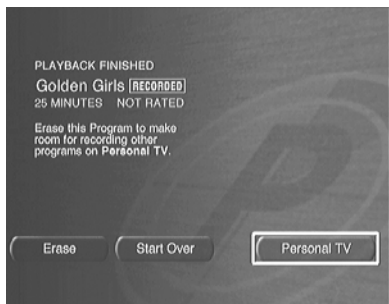 PLAYBACK FINISHED
Golden Girls RECORDED
25 MINUTES NOT RATED
Erase this Program to make
room for recording other
programs on Personal TV.
Erase Start Over Personal TV